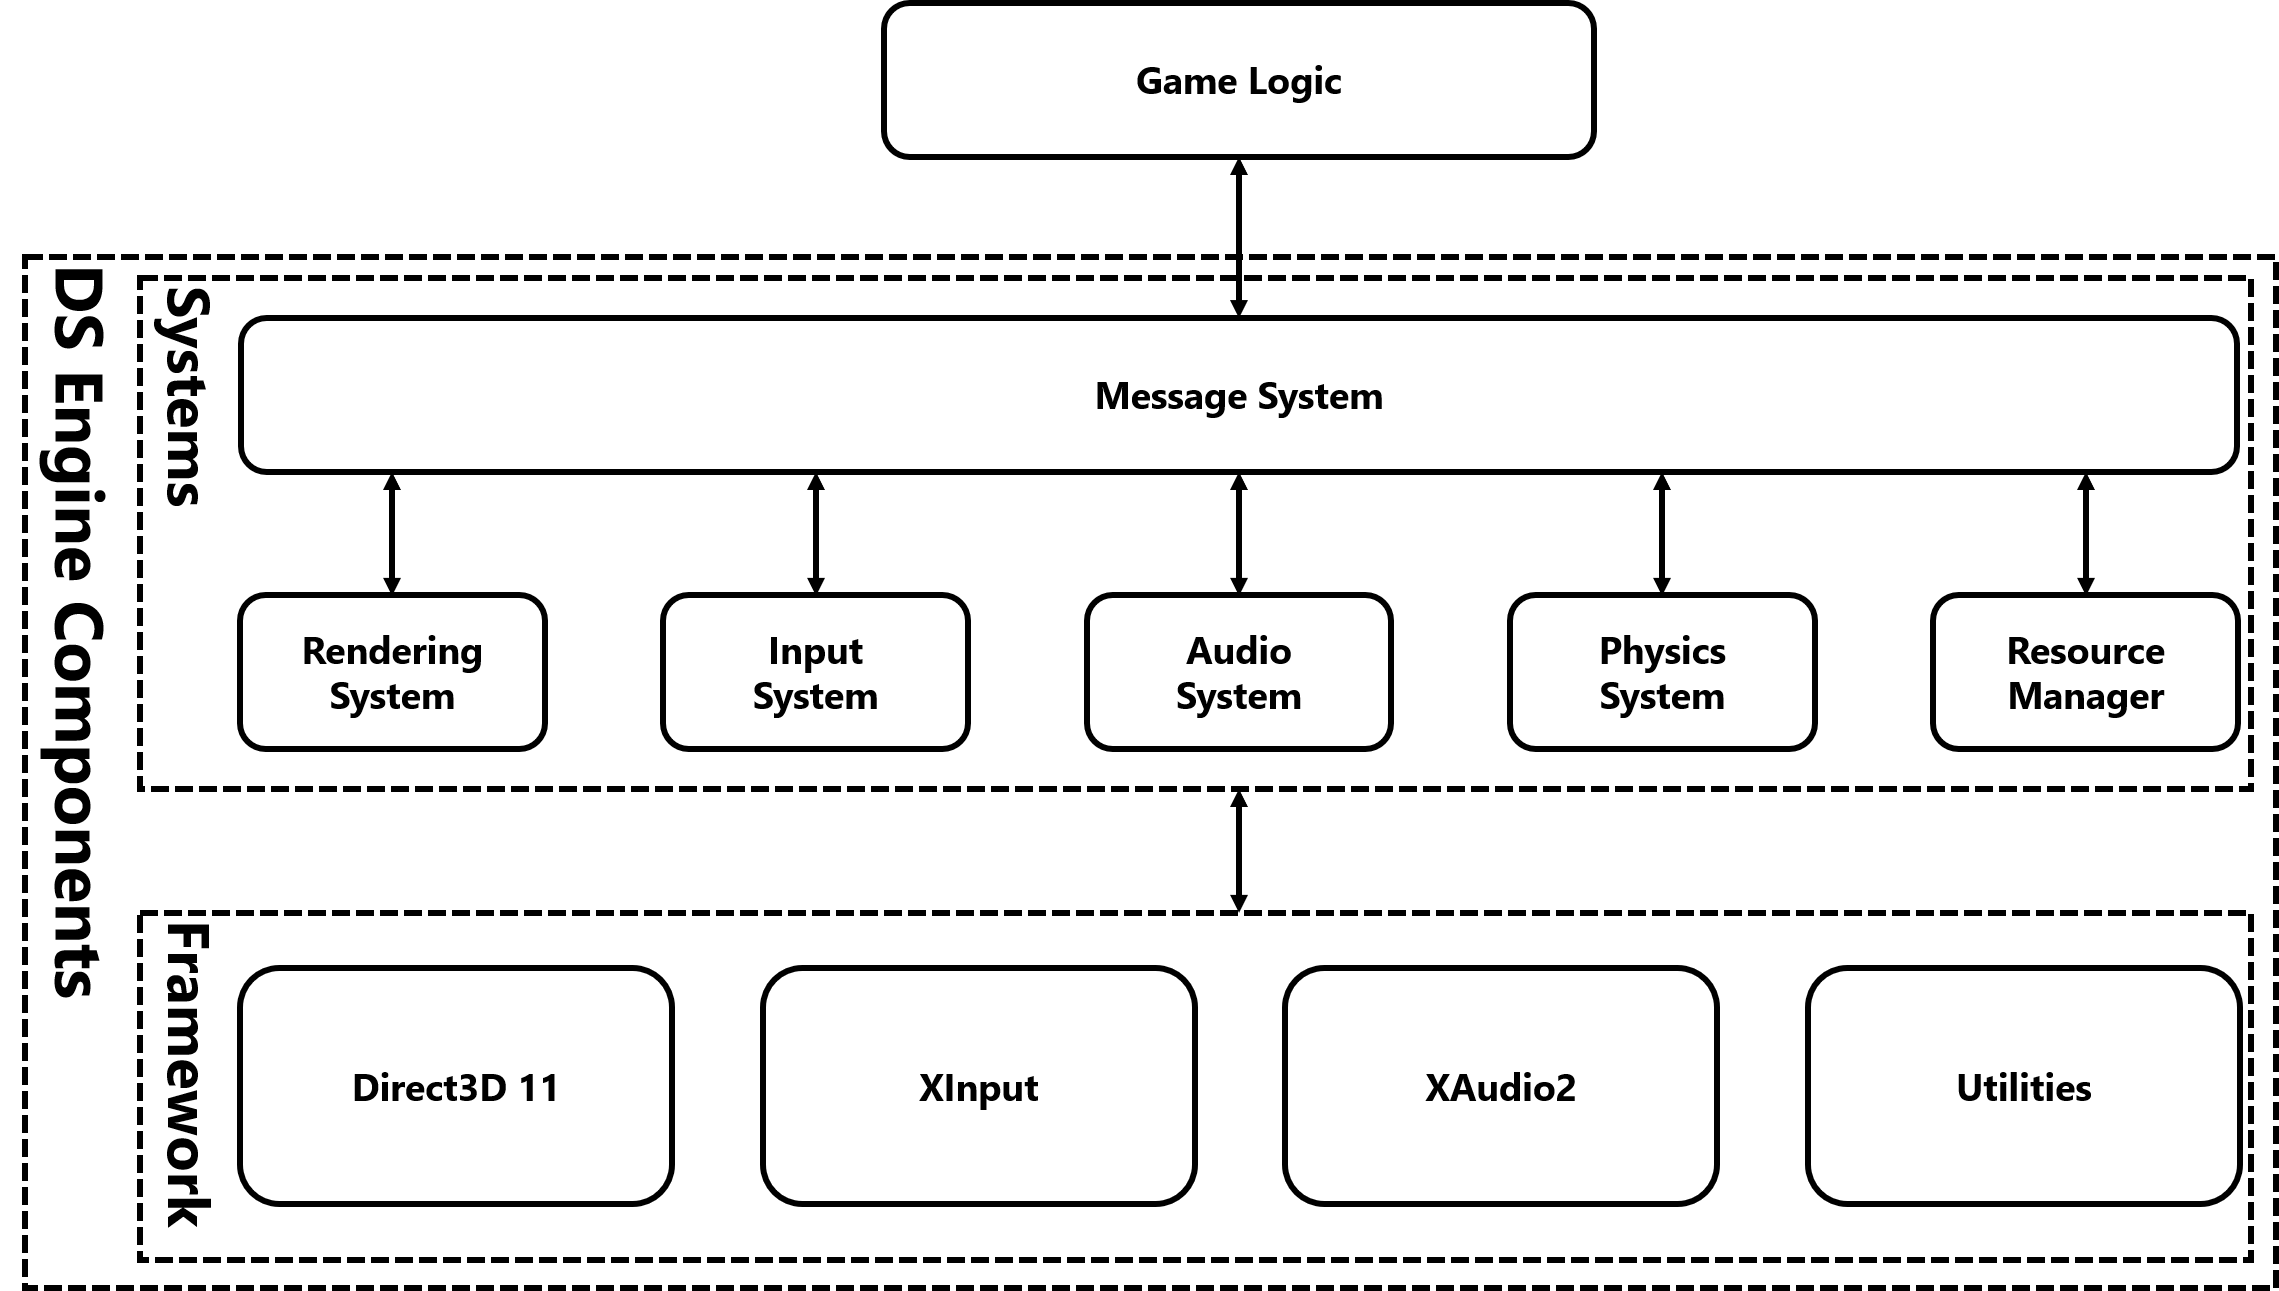 Game Logic
DS Engine Components
Systems
Message System
Rendering
System
Input
System
Audio
System
Physics
System
Resource
Manager
Framework
Direct3D 11
XInput
XAudio2
Utilities